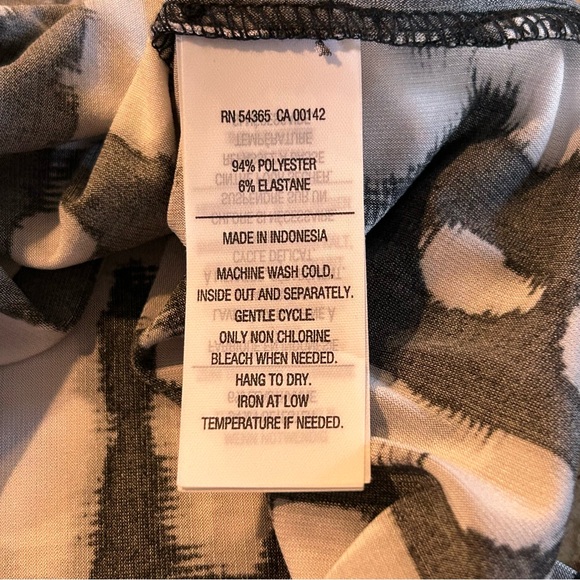 RN 54365 CA 00142
94% POLYESTER
6% ELASTANE
MADE IN INDONESIA
MACHINE WASH COLD,
INSIDE OUT AND SEPARATELY.
GENTLE CYCLE.
ONLY NON CHLORINE
BLEACH WHEN NEEDED.
HANG TO DRY.
IRON AT LOW
TEMPERATURE IF NEEDED.